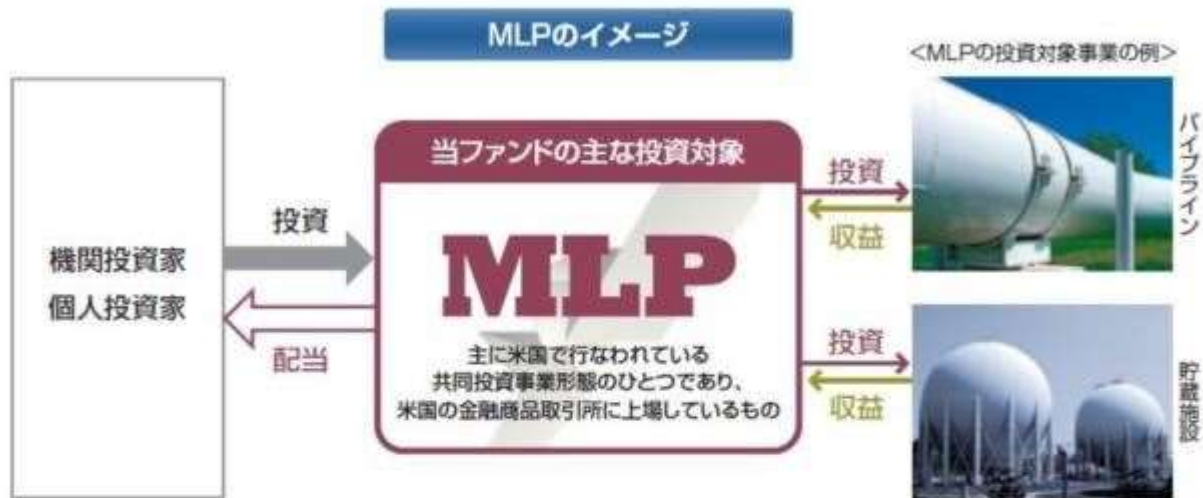 MLPのイメージ
<MLPの投資対象事業の例>
機関投資家
個人投資家
投資
配当
当ファンドの主な投資対象
MLP
主に米国で行なわれている
共同投資事業形態のひとつであり、
米国の金融商品取引所に上場しているもの
投資
収益
パイプライン
投資
収益
貯蔵施設